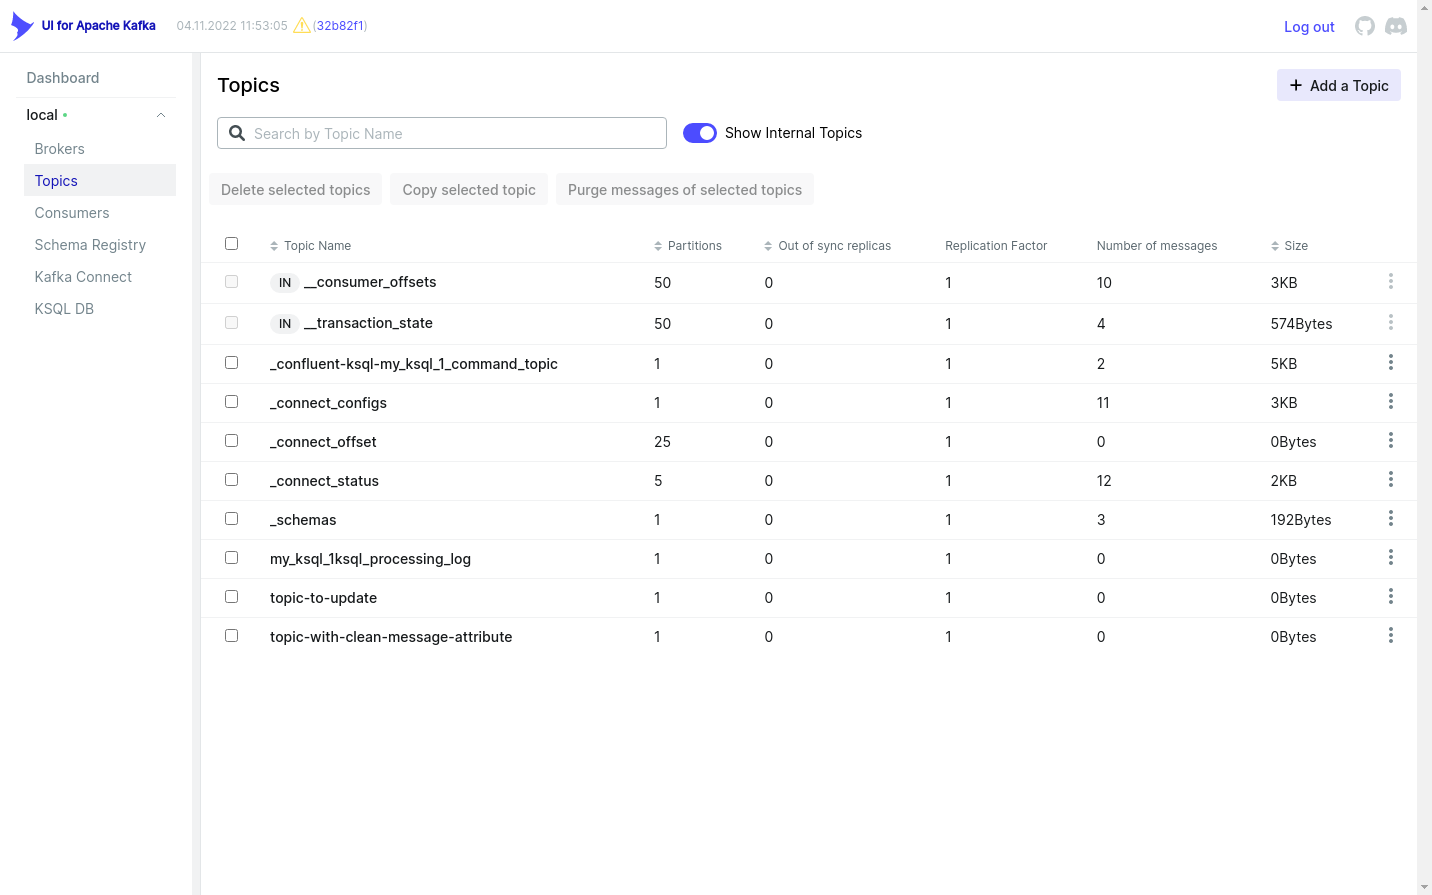 UI for Apache Kafka 04.11.2022 11:53:05 (32b82f1) Log out
Dashboard
local
Brokers
Topics
Consumers
Schema Registry
Kafka Connect
KSQL DB
Topics
Add a Topic
Search by Topic Name
Show Internal Topics
Delete selected topics Copy selected topic Purge messages of selected topics
Topic Name Partitions Out of sync replicas Replication Factor Number of messages Size
IN __consumer_offsets 50 0 1 10 3KB
IN __transaction_state 50 0 1 4 574Bytes
_confluent-ksql-my_ksql_1_command_topic 1 0 1 2 5KB
_connect_configs 1 0 1 11 3KB
_connect_offset 25 0 1 0 0Bytes
_connect_status 5 0 1 12 2KB
_schemas 1 0 1 3 192Bytes
my_ksql_1ksql_processing_log 1 0 1 0 0Bytes
topic-to-update 1 0 1 0 0Bytes
topic-with-clean-message-attribute 1 0 1 0 0Bytes